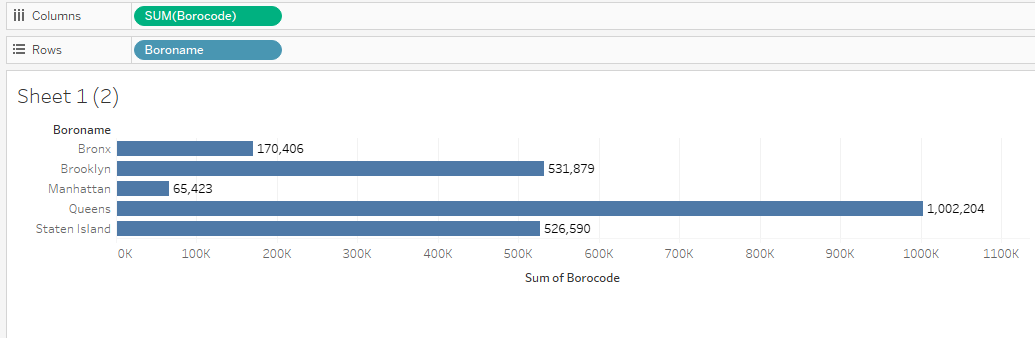 Columns SUM(Borocode)
Rows Boroname
Sheet 1 (2)
Boroname
Bronx 170,406
Brooklyn 531,879
Manhattan 65,423
Queens 1,002,204
Staten Island 526,590
0K 100K 200K 300K 400K 500K 600K 700K 800K 900K 1000K 1100K
Sum of Borocode